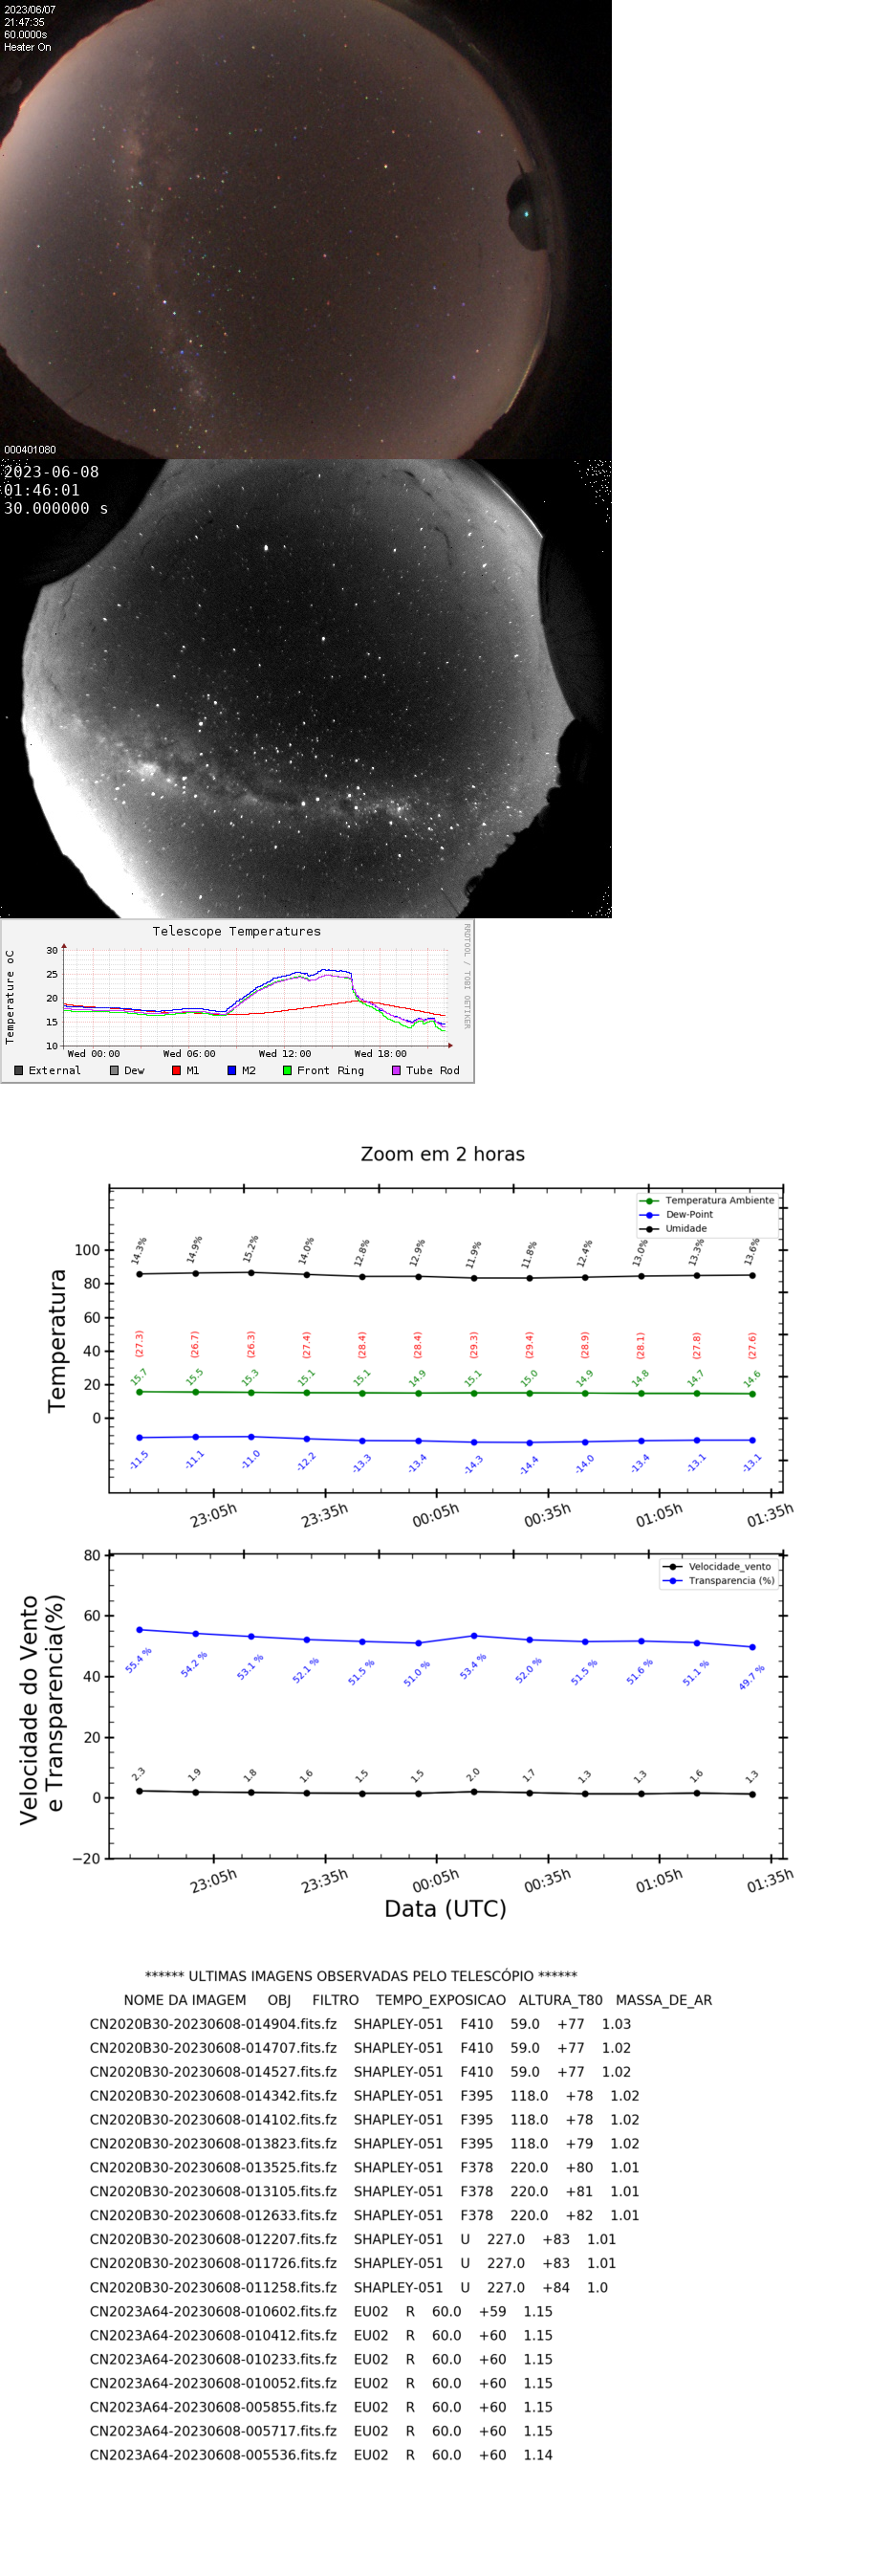 2023/06/07
21:47:35
60.0000s
Heater On
000401080
2023-06-08
01:46:01
30.000000 s
Telescope Temperatures
RRDTOOL / TOBI OETIKER
Temperature oC
30
25
20
15
10
Wed 00:00 Wed 06:00 Wed 12:00 Wed 18:00
External Dew M1 M2 Front Ring Tube Rod
Zoom em 2 horas
Temperatura Ambiente
Dew-Point
Umidade
Temperatura
100
80
60
40
20
0
14.3% 14.9% 15.2% 14.0% 12.8% 12.9% 11.9% 11.8% 12.4% 13.0% 13.3% 13.6%
(27.3) (26.7) (26.3) (27.4) (28.4) (28.4) (29.3) (29.4) (28.9) (28.1) (27.8) (27.6)
15.7 15.5 15.3 15.1 15.1 14.9 15.1 15.0 14.9 14.8 14.7 14.6
-11.5 -11.1 -11.0 -12.2 -13.3 -13.4 -14.3 -14.4 -14.0 -13.4 -13.1 -13.1
23:05h 23:35h 00:05h 00:35h 01:05h 01:35h
Velocidade_vento
Transparencia (%)
Velocidade do Vento
e Transparencia(%)
80
60
40
20
0
−20
55.4 % 54.2 % 53.1 % 52.1 % 51.5 % 51.0 % 53.4 % 52.0 % 51.5 % 51.6 % 51.1 % 49.7 %
2.3 1.9 1.8 1.6 1.5 1.5 2.0 1.7 1.3 1.3 1.6 1.3
23:05h 23:35h 00:05h 00:35h 01:05h 01:35h
Data (UTC)
****** ULTIMAS IMAGENS OBSERVADAS PELO TELESCÓPIO ******
NOME DA IMAGEM OBJ FILTRO TEMPO_EXPOSICAO ALTURA_T80 MASSA_DE_AR
CN2020B30-20230608-014904.fits.fz SHAPLEY-051 F410 59.0 +77 1.03
CN2020B30-20230608-014707.fits.fz SHAPLEY-051 F410 59.0 +77 1.02
CN2020B30-20230608-014527.fits.fz SHAPLEY-051 F410 59.0 +77 1.02
CN2020B30-20230608-014342.fits.fz SHAPLEY-051 F395 118.0 +78 1.02
CN2020B30-20230608-014102.fits.fz SHAPLEY-051 F395 118.0 +78 1.02
CN2020B30-20230608-013823.fits.fz SHAPLEY-051 F395 118.0 +79 1.02
CN2020B30-20230608-013525.fits.fz SHAPLEY-051 F378 220.0 +80 1.01
CN2020B30-20230608-013105.fits.fz SHAPLEY-051 F378 220.0 +81 1.01
CN2020B30-20230608-012633.fits.fz SHAPLEY-051 F378 220.0 +82 1.01
CN2020B30-20230608-012207.fits.fz SHAPLEY-051 U 227.0 +83 1.01
CN2020B30-20230608-011726.fits.fz SHAPLEY-051 U 227.0 +83 1.01
CN2020B30-20230608-011258.fits.fz SHAPLEY-051 U 227.0 +84 1.0
CN2023A64-20230608-010602.fits.fz EU02 R 60.0 +59 1.15
CN2023A64-20230608-010412.fits.fz EU02 R 60.0 +60 1.15
CN2023A64-20230608-010233.fits.fz EU02 R 60.0 +60 1.15
CN2023A64-20230608-010052.fits.fz EU02 R 60.0 +60 1.15
CN2023A64-20230608-005855.fits.fz EU02 R 60.0 +60 1.15
CN2023A64-20230608-005717.fits.fz EU02 R 60.0 +60 1.15
CN2023A64-20230608-005536.fits.fz EU02 R 60.0 +60 1.14